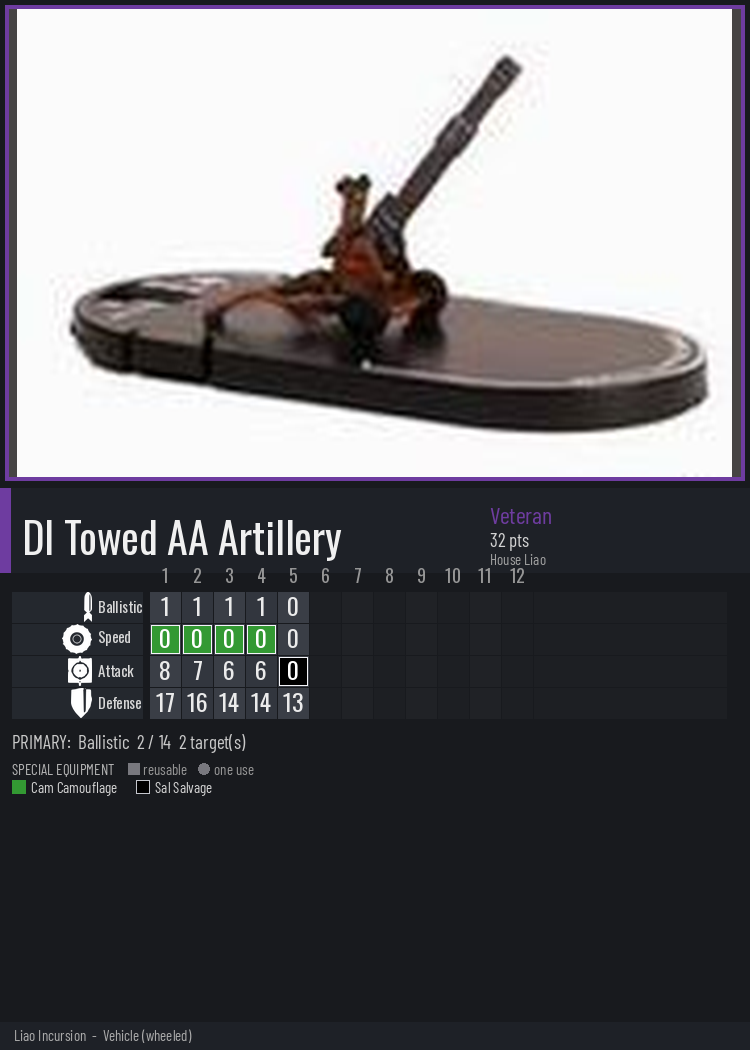 DI Towed AA Artillery
Veteran
32 pts
House Liao
1 2 3 4 5 6 7 8 9 10 11 12
Ballistic 1 1 1 1 0
Speed 0 0 0 0 0
Attack 8 7 6 6 0
Defense 17 16 14 14 13
PRIMARY: Ballistic 2 / 14 2 target(s)
SPECIAL EQUIPMENT reusable one use
Cam Camouflage Sal Salvage
Liao Incursion - Vehicle (wheeled)